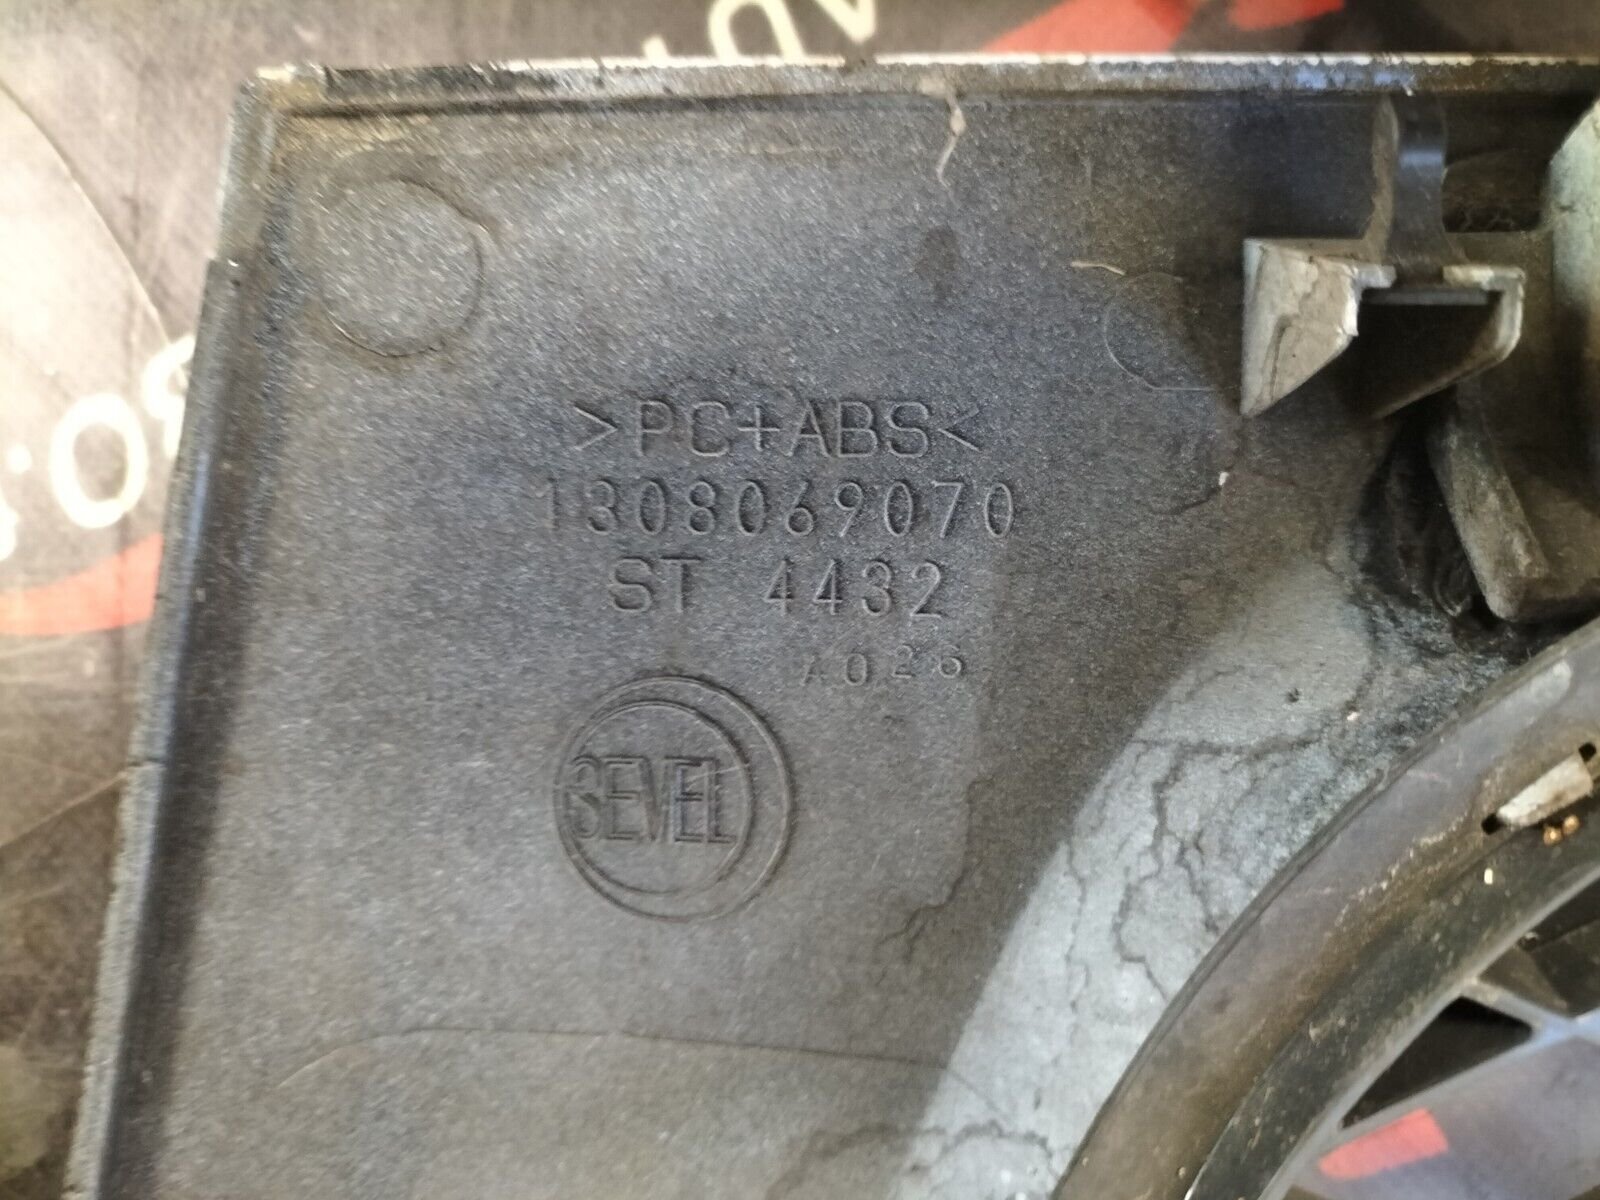 >PC+ABS<
1308069070
ST 4432
A026
SEVEL